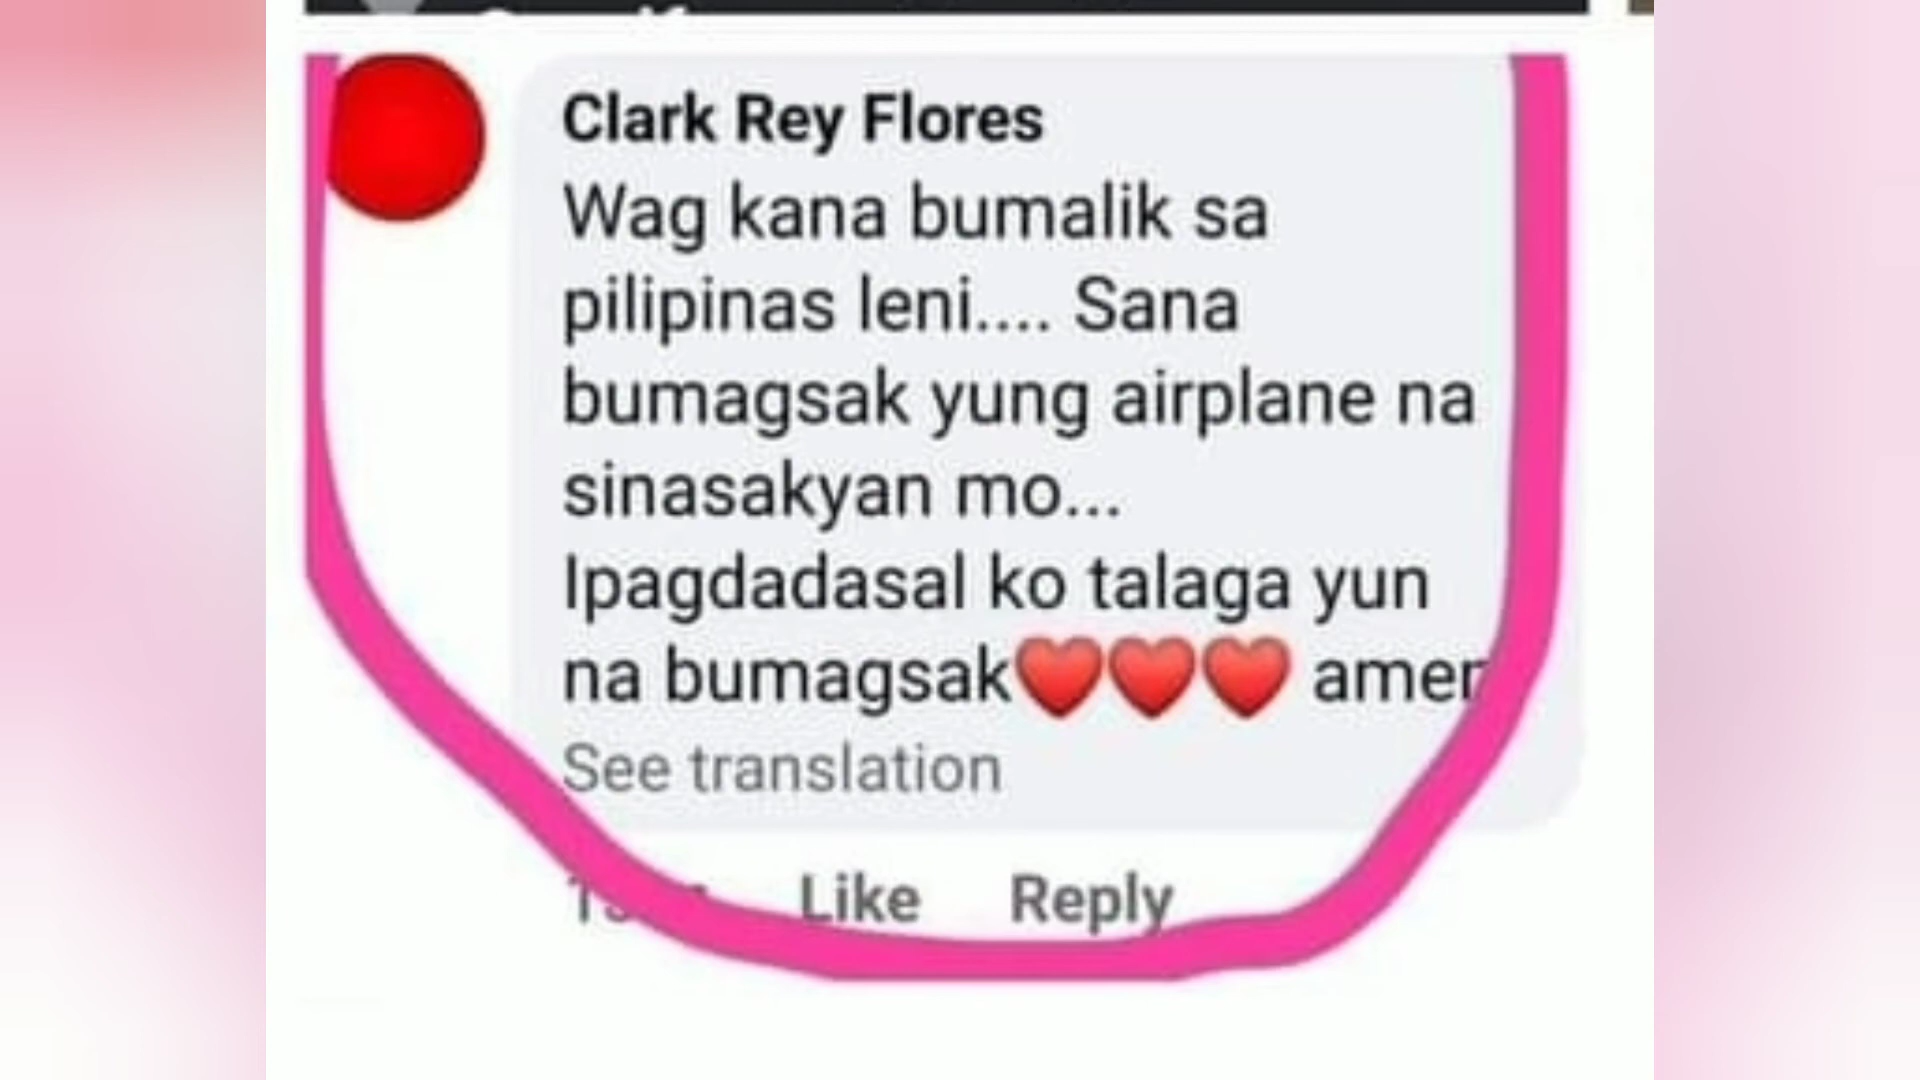 Clark Rey Flores
Wag kana bumalik sa
pilipinas leni.... Sana
bumagsak yung airplane na
sinasakyan mo...
Ipagdadasal ko talaga yun
na bumagsak❤️❤️❤️ amen
See translation
Like Reply